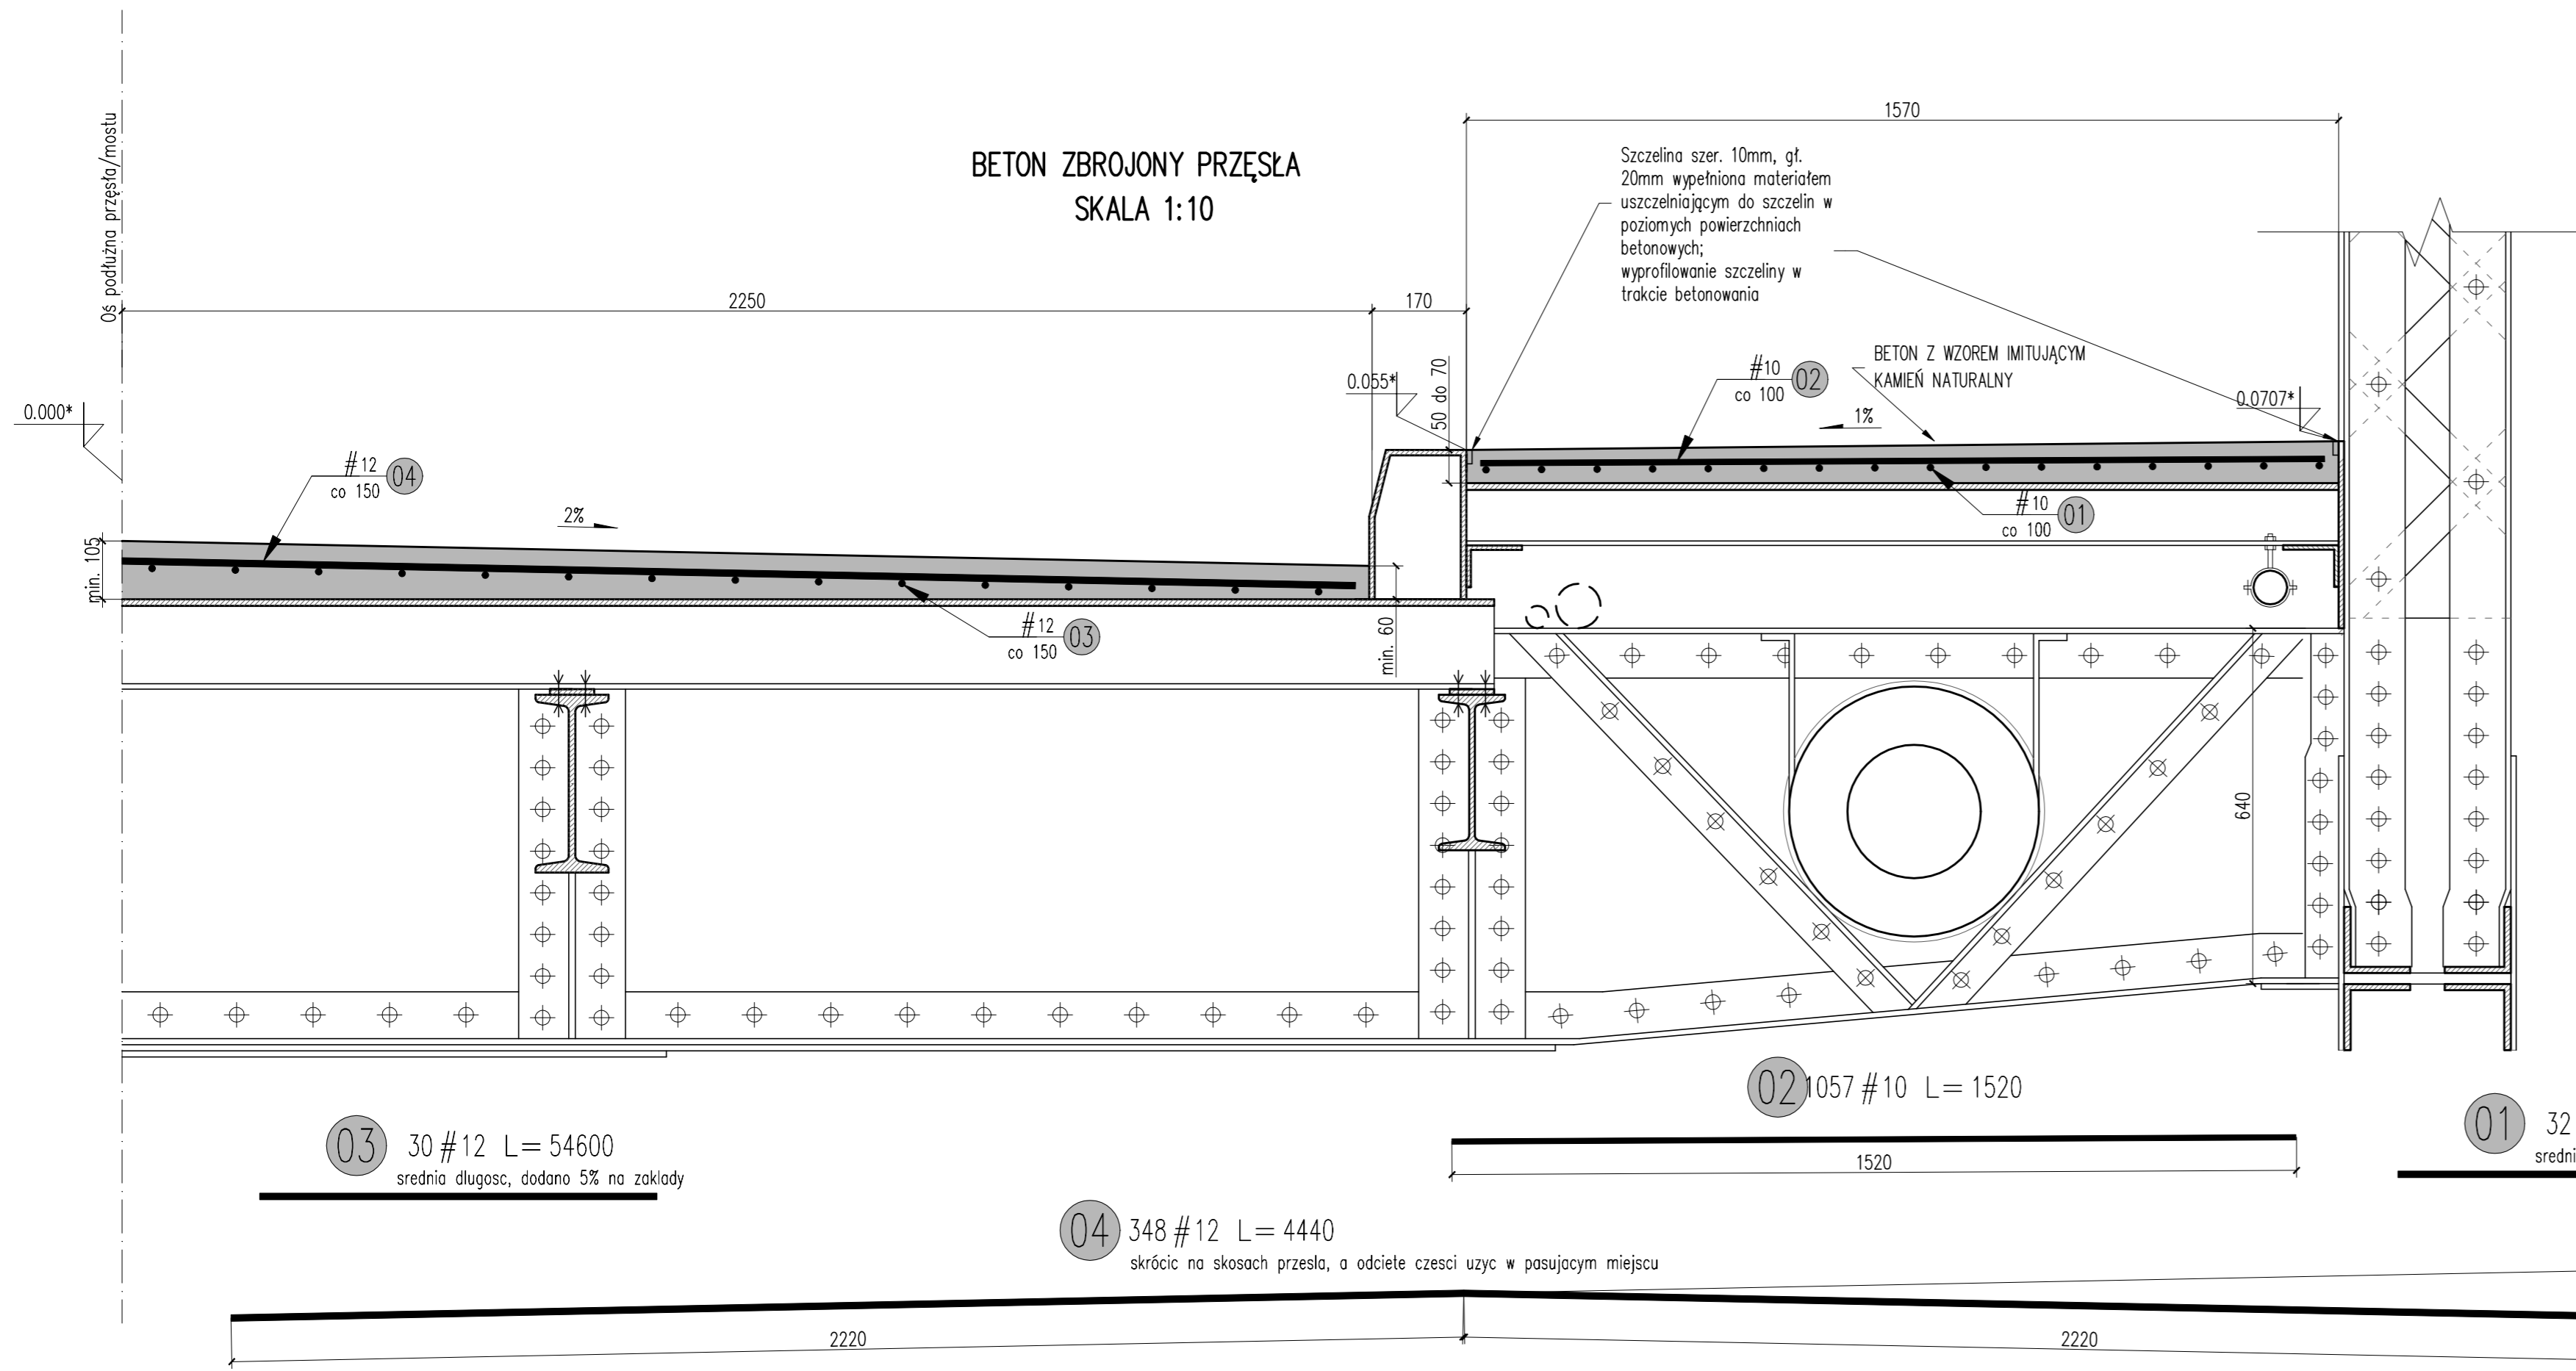 BETON ZBROJONY PRZĘSŁA
SKALA 1:10
Oś podłużna przęsła/mostu
1570
Szczelina szer. 10mm, gł.
20mm wypełniona materiałem
uszczelniającym do szczelin w
poziomych powierzchniach
betonowych;
wyprofilowanie szczeliny w
trakcie betonowania
2250
170
BETON Z WZOREM IMITUJĄCYM
KAMIEŃ NATURALNY
#10
co 100
02
0.055*
50 do 70
0.0707*
1%
0.000*
#12
co 150
04
2%
#10
co 100
01
min. 105
#12
co 150
03
min. 60
640
02
1057 #10 L= 1520
1520
03
30 #12 L= 54600
srednia dlugosc, dodano 5% na zaklady
01
32
sredni
04
348 #12 L= 4440
skrócic na skosach przesla, a odciete czesci uzyc w pasujacym miejscu
2220
2220